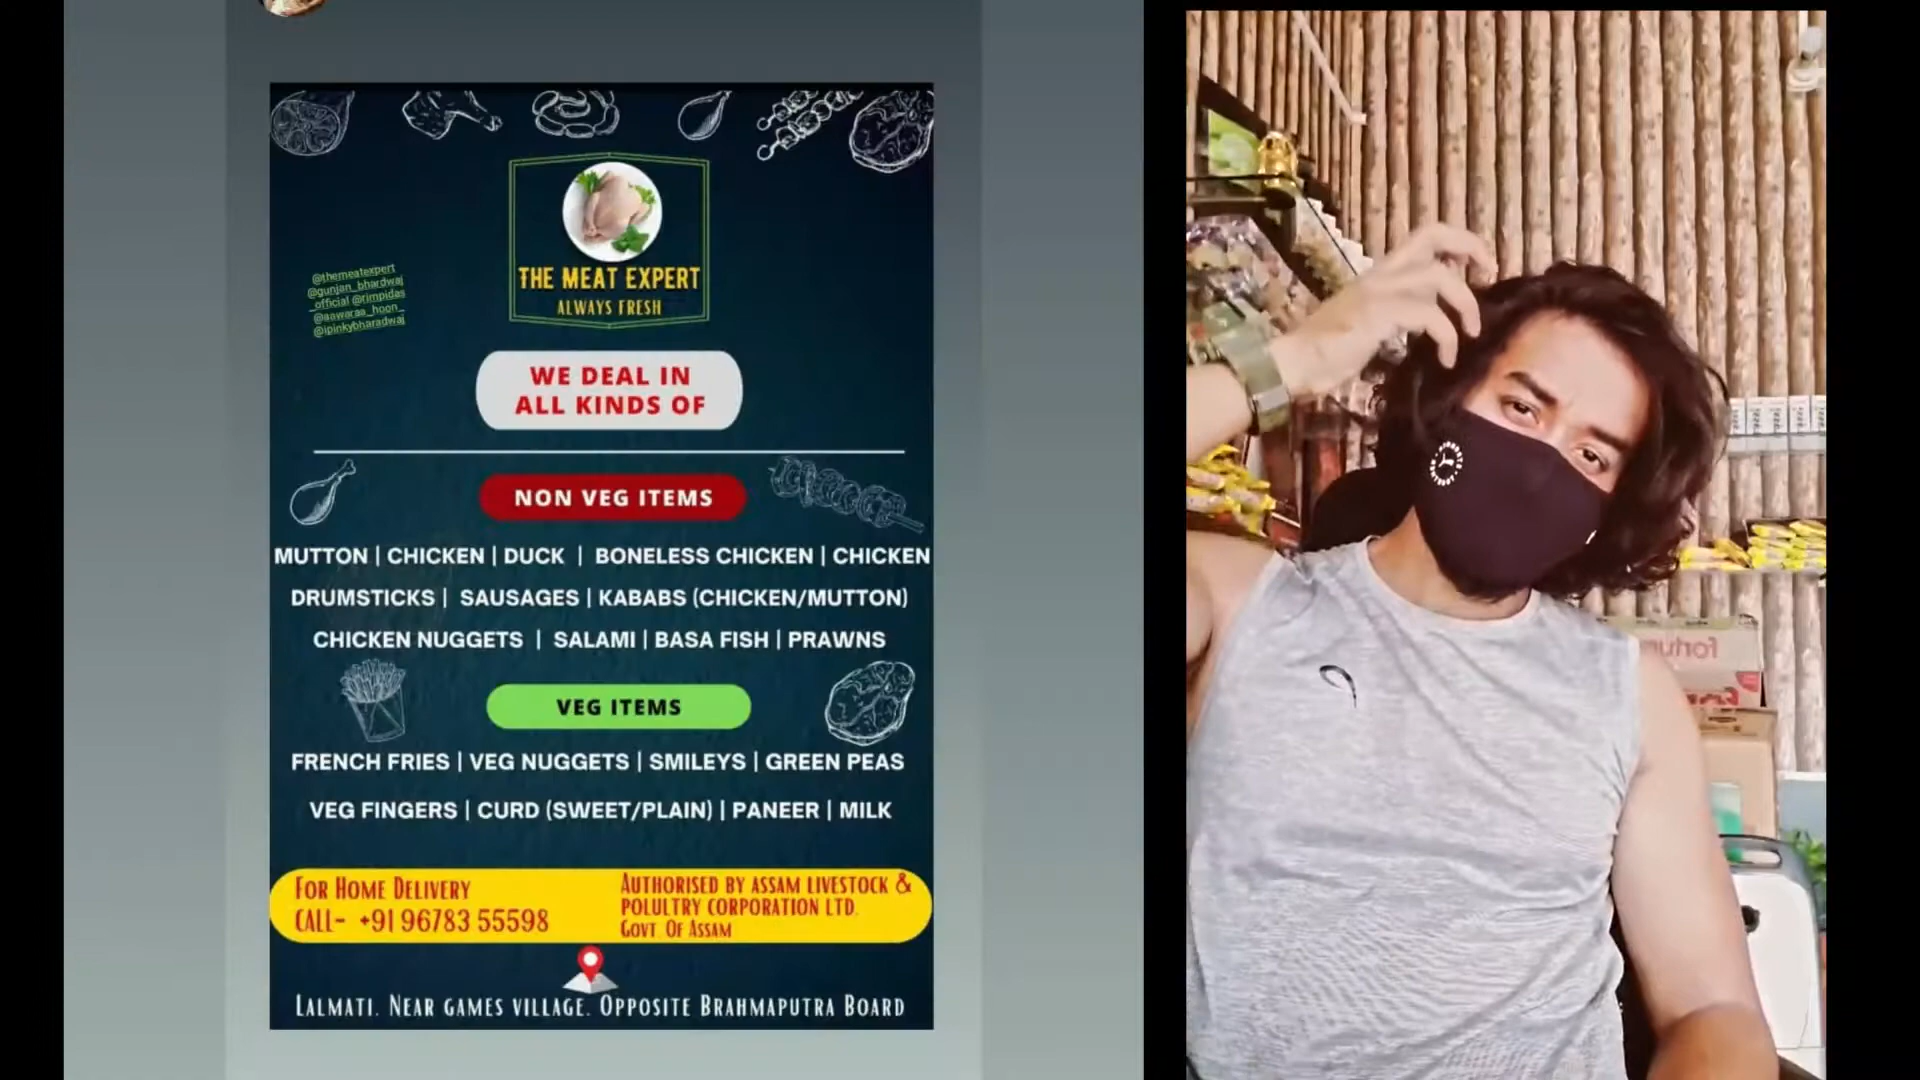 @themeatexpert
@gunjan_bhardwaj
_official @rimpidas
@aawaraa_hoon_
@ipinkybharadwaj
THE MEAT EXPERT
ALWAYS FRESH
WE DEAL IN
ALL KINDS OF
NON VEG ITEMS
MUTTON | CHICKEN | DUCK | BONELESS CHICKEN | CHICKEN
DRUMSTICKS | SAUSAGES | KABABS (CHICKEN/MUTTON)
CHICKEN NUGGETS | SALAMI | BASA FISH | PRAWNS
VEG ITEMS
FRENCH FRIES | VEG NUGGETS | SMILEYS | GREEN PEAS
VEG FINGERS | CURD (SWEET/PLAIN) | PANEER | MILK
FOR HOME DELIVERY
CALL- +91 96783 55598
AUTHORISED BY ASSAM LIVESTOCK &
POLULTRY CORPORATION LTD.
GOVT. OF ASSAM
LALMATI. NEAR GAMES VILLAGE. OPPOSITE BRAHMAPUTRA BOARD
fortune